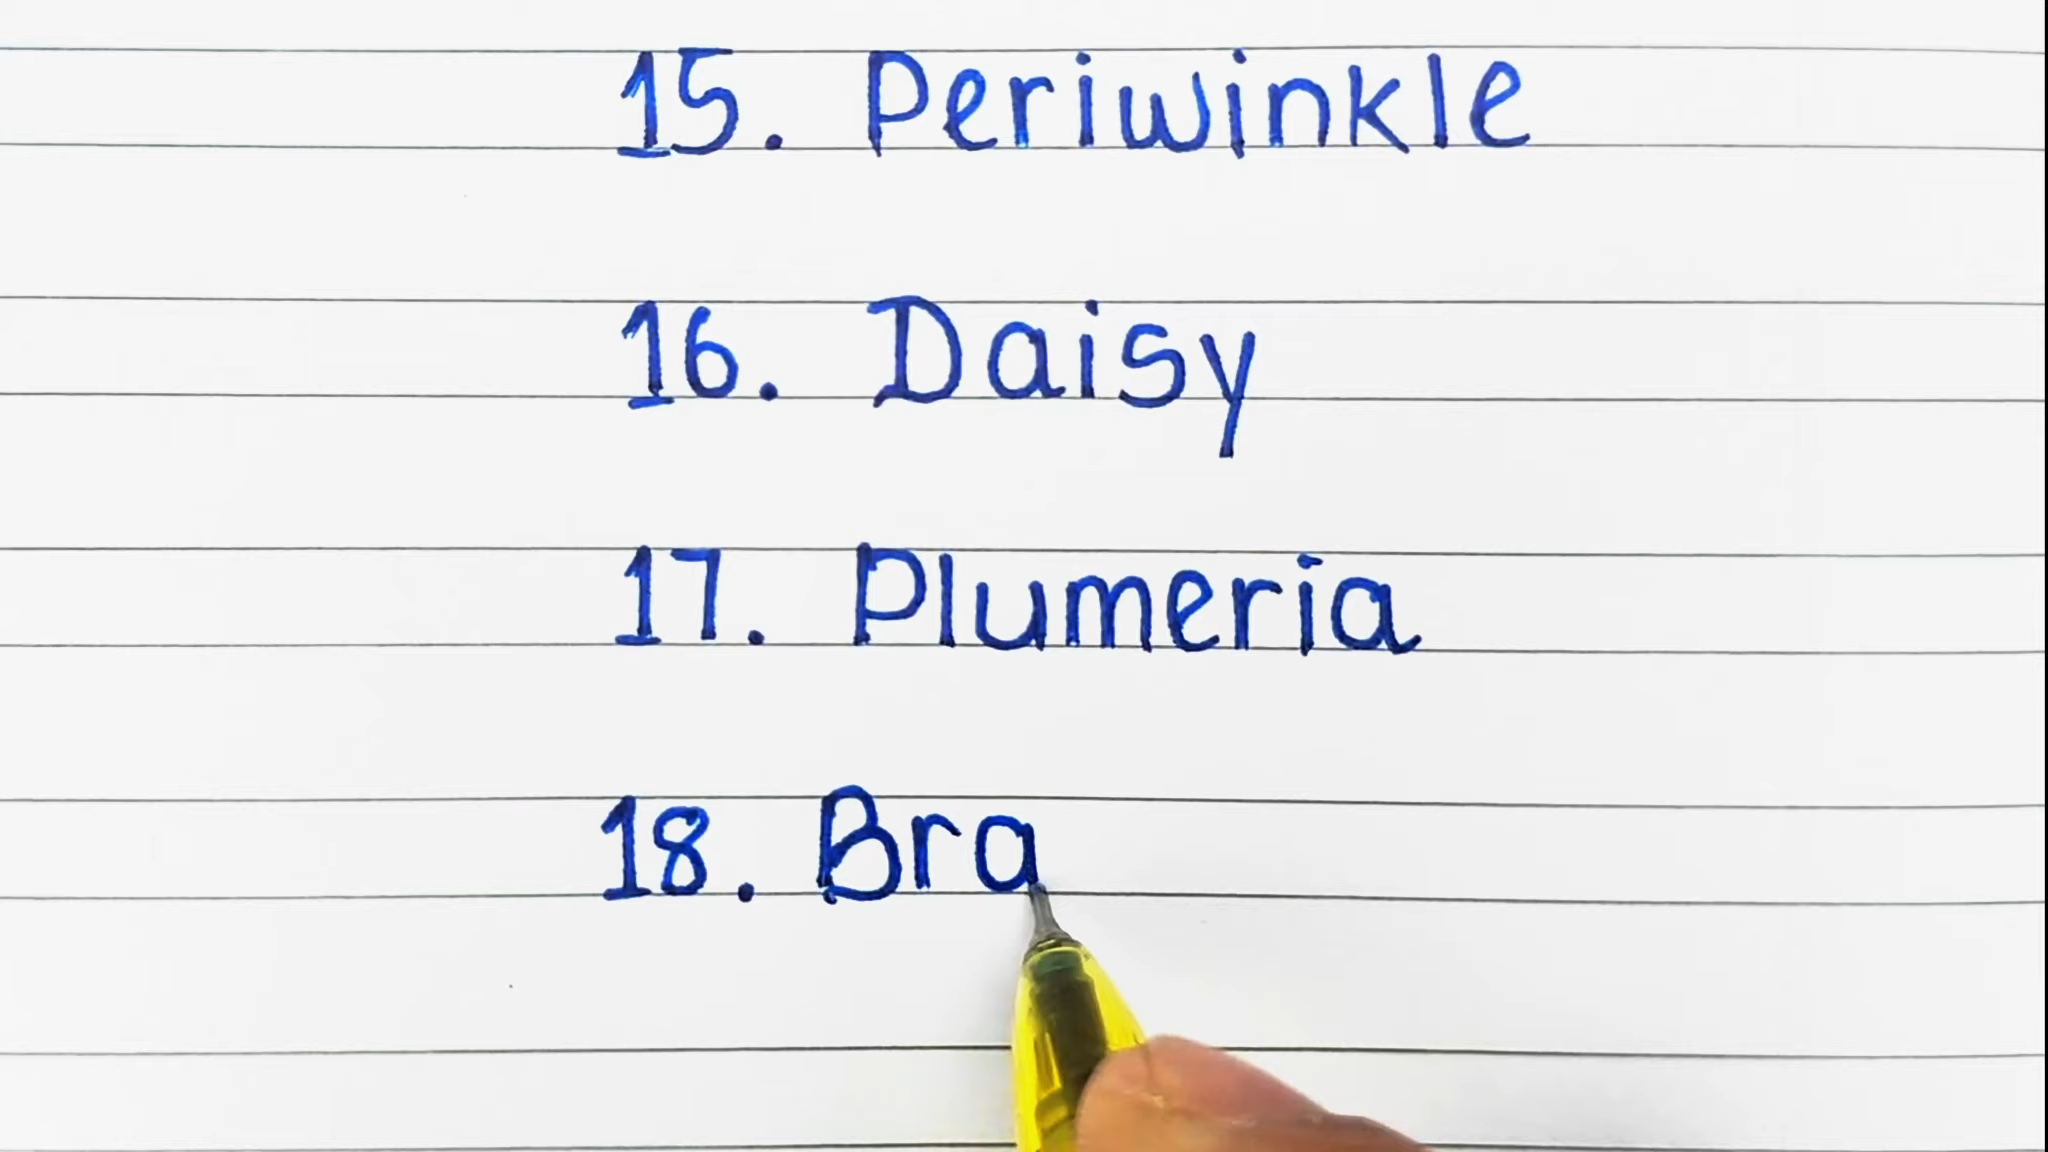 15. Periwinkle
16. Daisy
17. Plumeria
18. Bra